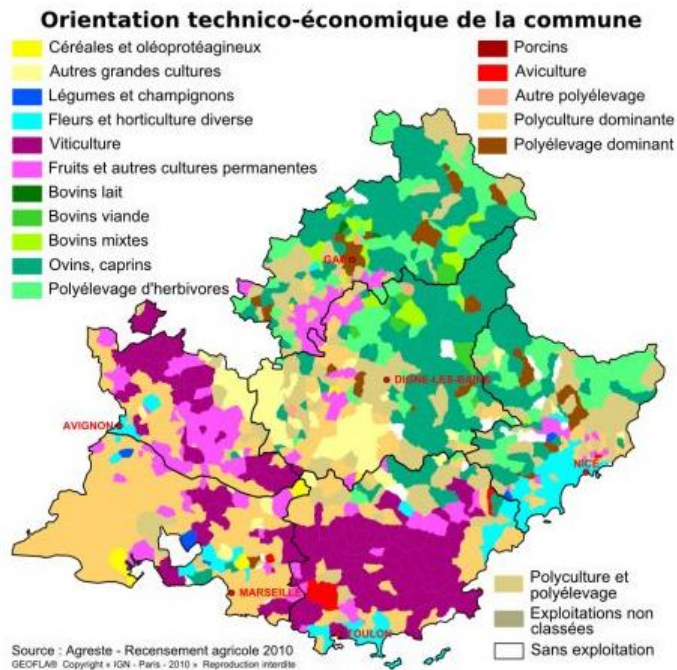 Orientation technico-économique de la commune
Céréales et oléoprotéagineux
Autres grandes cultures
Légumes et champignons
Fleurs et horticulture diverse
Viticulture
Fruits et autres cultures permanentes
Bovins lait
Bovins viande
Bovins mixtes
Ovins, caprins
Polyélevage d'herbivores
Porcins
Aviculture
Autre polyélevage
Polyculture dominante
Polyélevage dominant
GAP
DIGNE-LES-BAINS
AVIGNON
NICE
MARSEILLE
TOULON
Polyculture et
polyélevage
Exploitations non
classées
Sans exploitation
Source : Agreste - Recensement agricole 2010
GEOFLA® Copyright « IGN - Paris - 2010 » Reproduction interdite